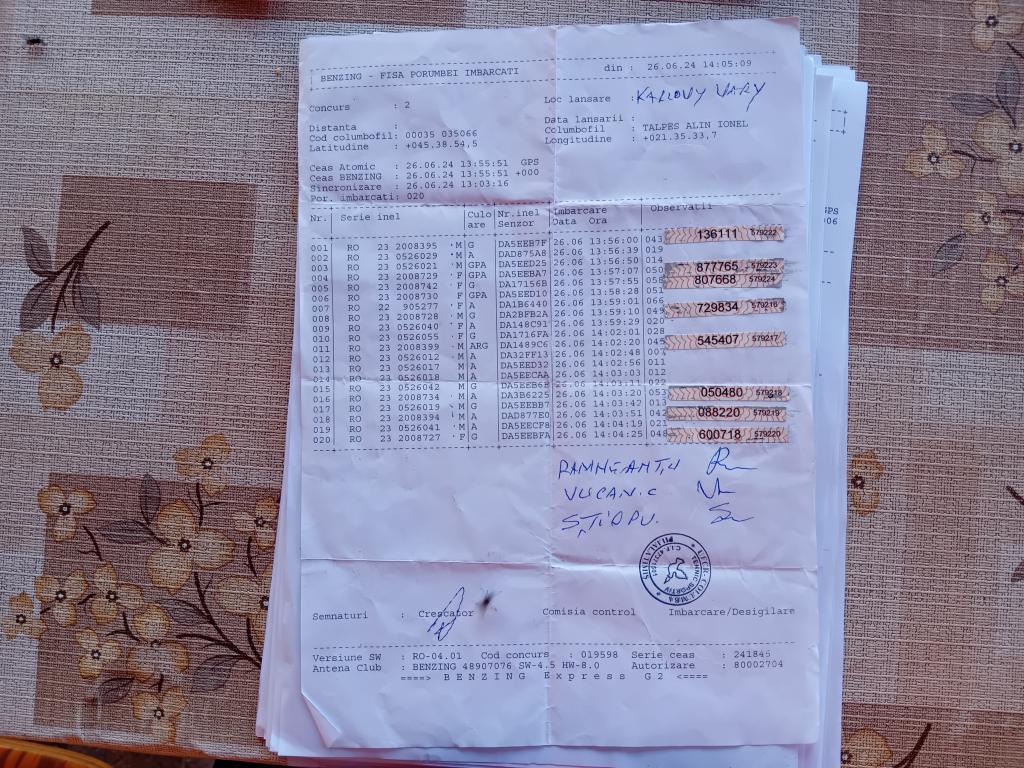 BENZING - FISA PORUMBEI IMBARCATI din : 26.06.24 14:05:09
Concurs : 2 Loc lansare : KARLOVY VARY
Distanta : Data lansarii :
Cod columbofil: 00035 035066 Columbofil : TALPES ALIN IONEL
Latitudine : +045.38.54,5 Longitudine : +021.35.33,7
Ceas Atomic : 26.06.24 13:55:51 GPS
Ceas BENZING : 26.06.24 13:55:51 +000
Sincronizare : 26.06.24 13:03:16
Por. imbarcati: 020
Nr. Serie inel Culo Nr.inel Imbarcare Observatii
are Senzor Data Ora
001 RO 23 2008395 M G DA5EEB7F 26.06 13:56:00 043 136111 579222
002 RO 23 0526029 M A DAD875A8 26.06 13:56:39 019
003 RO 23 0526021 M GPA DA5EED25 26.06 13:56:50 014
004 RO 23 2008729 F GPA DA5EEBA7 26.06 13:57:07 050 877765 579223
005 RO 23 2008742 F G DA17156B 26.06 13:57:55 807668 579224
006 RO 23 2008730 F GPA DA5EED10 26.06 13:58:28 051
007 RO 22 905277 F A DA1B6440 26.06 13:59:01 066
008 RO 23 2008728 M G DA2BFB2A 26.06 13:59:10 049 729834 579216
009 RO 23 0526040 F A DA148C91 26.06 13:59:29 020
010 RO 23 0526055 F G DA1716FA 26.06 14:02:01 028
011 RO 23 2008399 M ARG DA1489C6 26.06 14:02:20 045 545407 579217
012 RO 23 0526012 M A DA32FF13 26.06 14:02:48 007
013 RO 23 0526017 M A DA5EED32 26.06 14:02:56 011
014 RO 23 0526018 M A DA5EECAA 26.06 14:03:03 012
015 RO 23 0526042 M G DA5EEB6E 26.06 14:03:11 022
016 RO 23 2008734 M A DA3B6225 26.06 14:03:20 053 050480 579218
017 RO 23 0526019 M G DA5EEBB7 26.06 14:03:42 013
018 RO 23 2008394 M A DAD877E0 26.06 14:03:51 042 088220 579219
019 RO 23 0526041 M A DA5EECF8 26.06 14:04:19 021
020 RO 23 2008727 F G DA5EEBFA 26.06 14:04:25 048 600718 579220
VULCANIC
Semnaturi : Crescator Comisia control Imbarcare/Desigilare
Versiune SW : RO-04.01 Cod concurs : 019598 Serie ceas : 241845
Antena Club : BENZING 48907076 SW-4.5 HW-8.0 Autorizare : 80002704
====> BENZING Express G2 <====